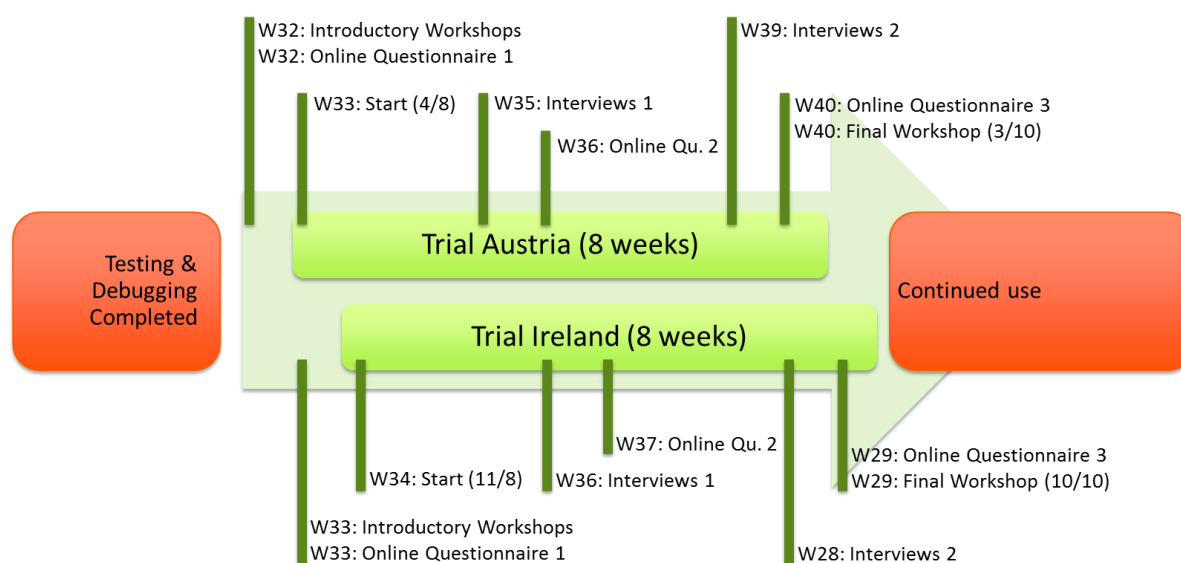 W32: Introductory Workshops
W32: Online Questionnaire 1
W39: Interviews 2
W33: Start (4/8)
W35: Interviews 1
W40: Online Questionnaire 3
W40: Final Workshop (3/10)
W36: Online Qu. 2
Trial Austria (8 weeks)
Testing &
Debugging
Completed
Continued use
Trial Ireland (8 weeks)
W37: Online Qu. 2
W29: Online Questionnaire 3
W29: Final Workshop (10/10)
W34: Start (11/8)
W36: Interviews 1
W33: Introductory Workshops
W33: Online Questionnaire 1
W28: Interviews 2